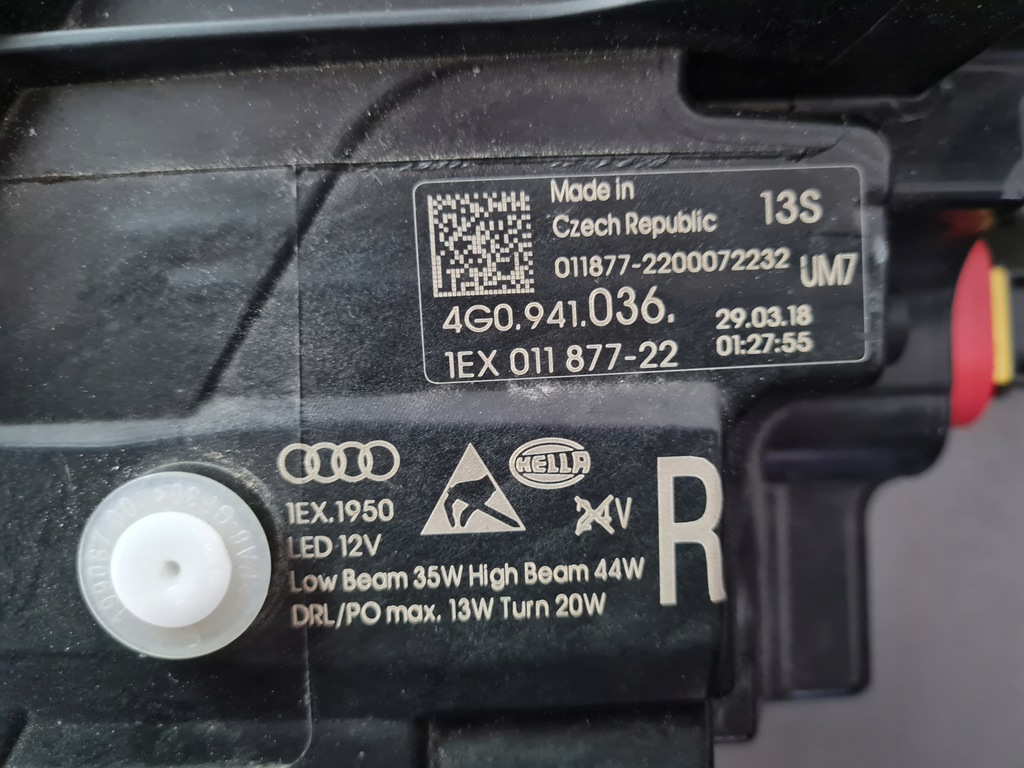 Made in
Czech Republic
13S
011877-2200072232
UM7
4G0.941.036.
29.03.18
1EX 011 877-22
01:27:55
HELLA
1EX.1950
24V
LED 12V
R
Low Beam 35W High Beam 44W
DRL/PO max. 13W Turn 20W